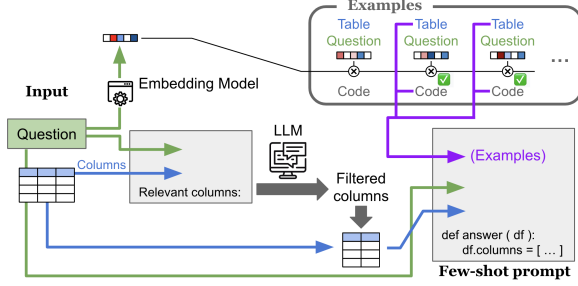 Examples
Table
Table
Table
Question
Question
Question
...
Code
Code
Code
Embedding Model
Input
Question
Columns
LLM
Relevant columns:
Filtered
columns
(Examples)
def answer ( df ):
df.columns = [ ... ]
Few-shot prompt